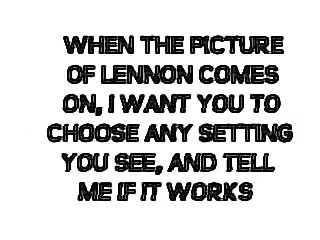 WHEN THE PICTURE
OF LENNON COMES
ON, I WANT YOU TO
CHOOSE ANY SETTING
YOU SEE, AND TELL
ME IF IT WORKS